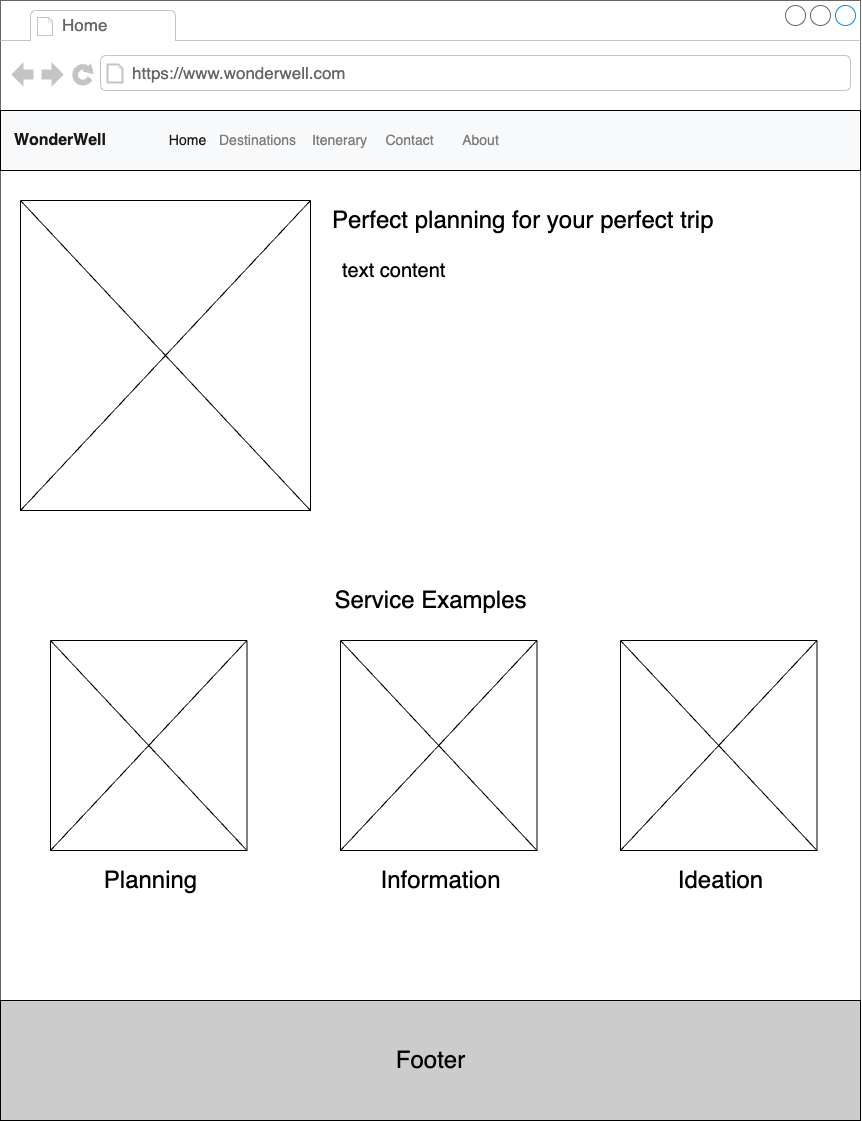 Home
https://www.wonderwell.com
WonderWell Home Destinations Itenerary Contact About
Perfect planning for your perfect trip
text content
Service Examples
Planning Information Ideation
Footer